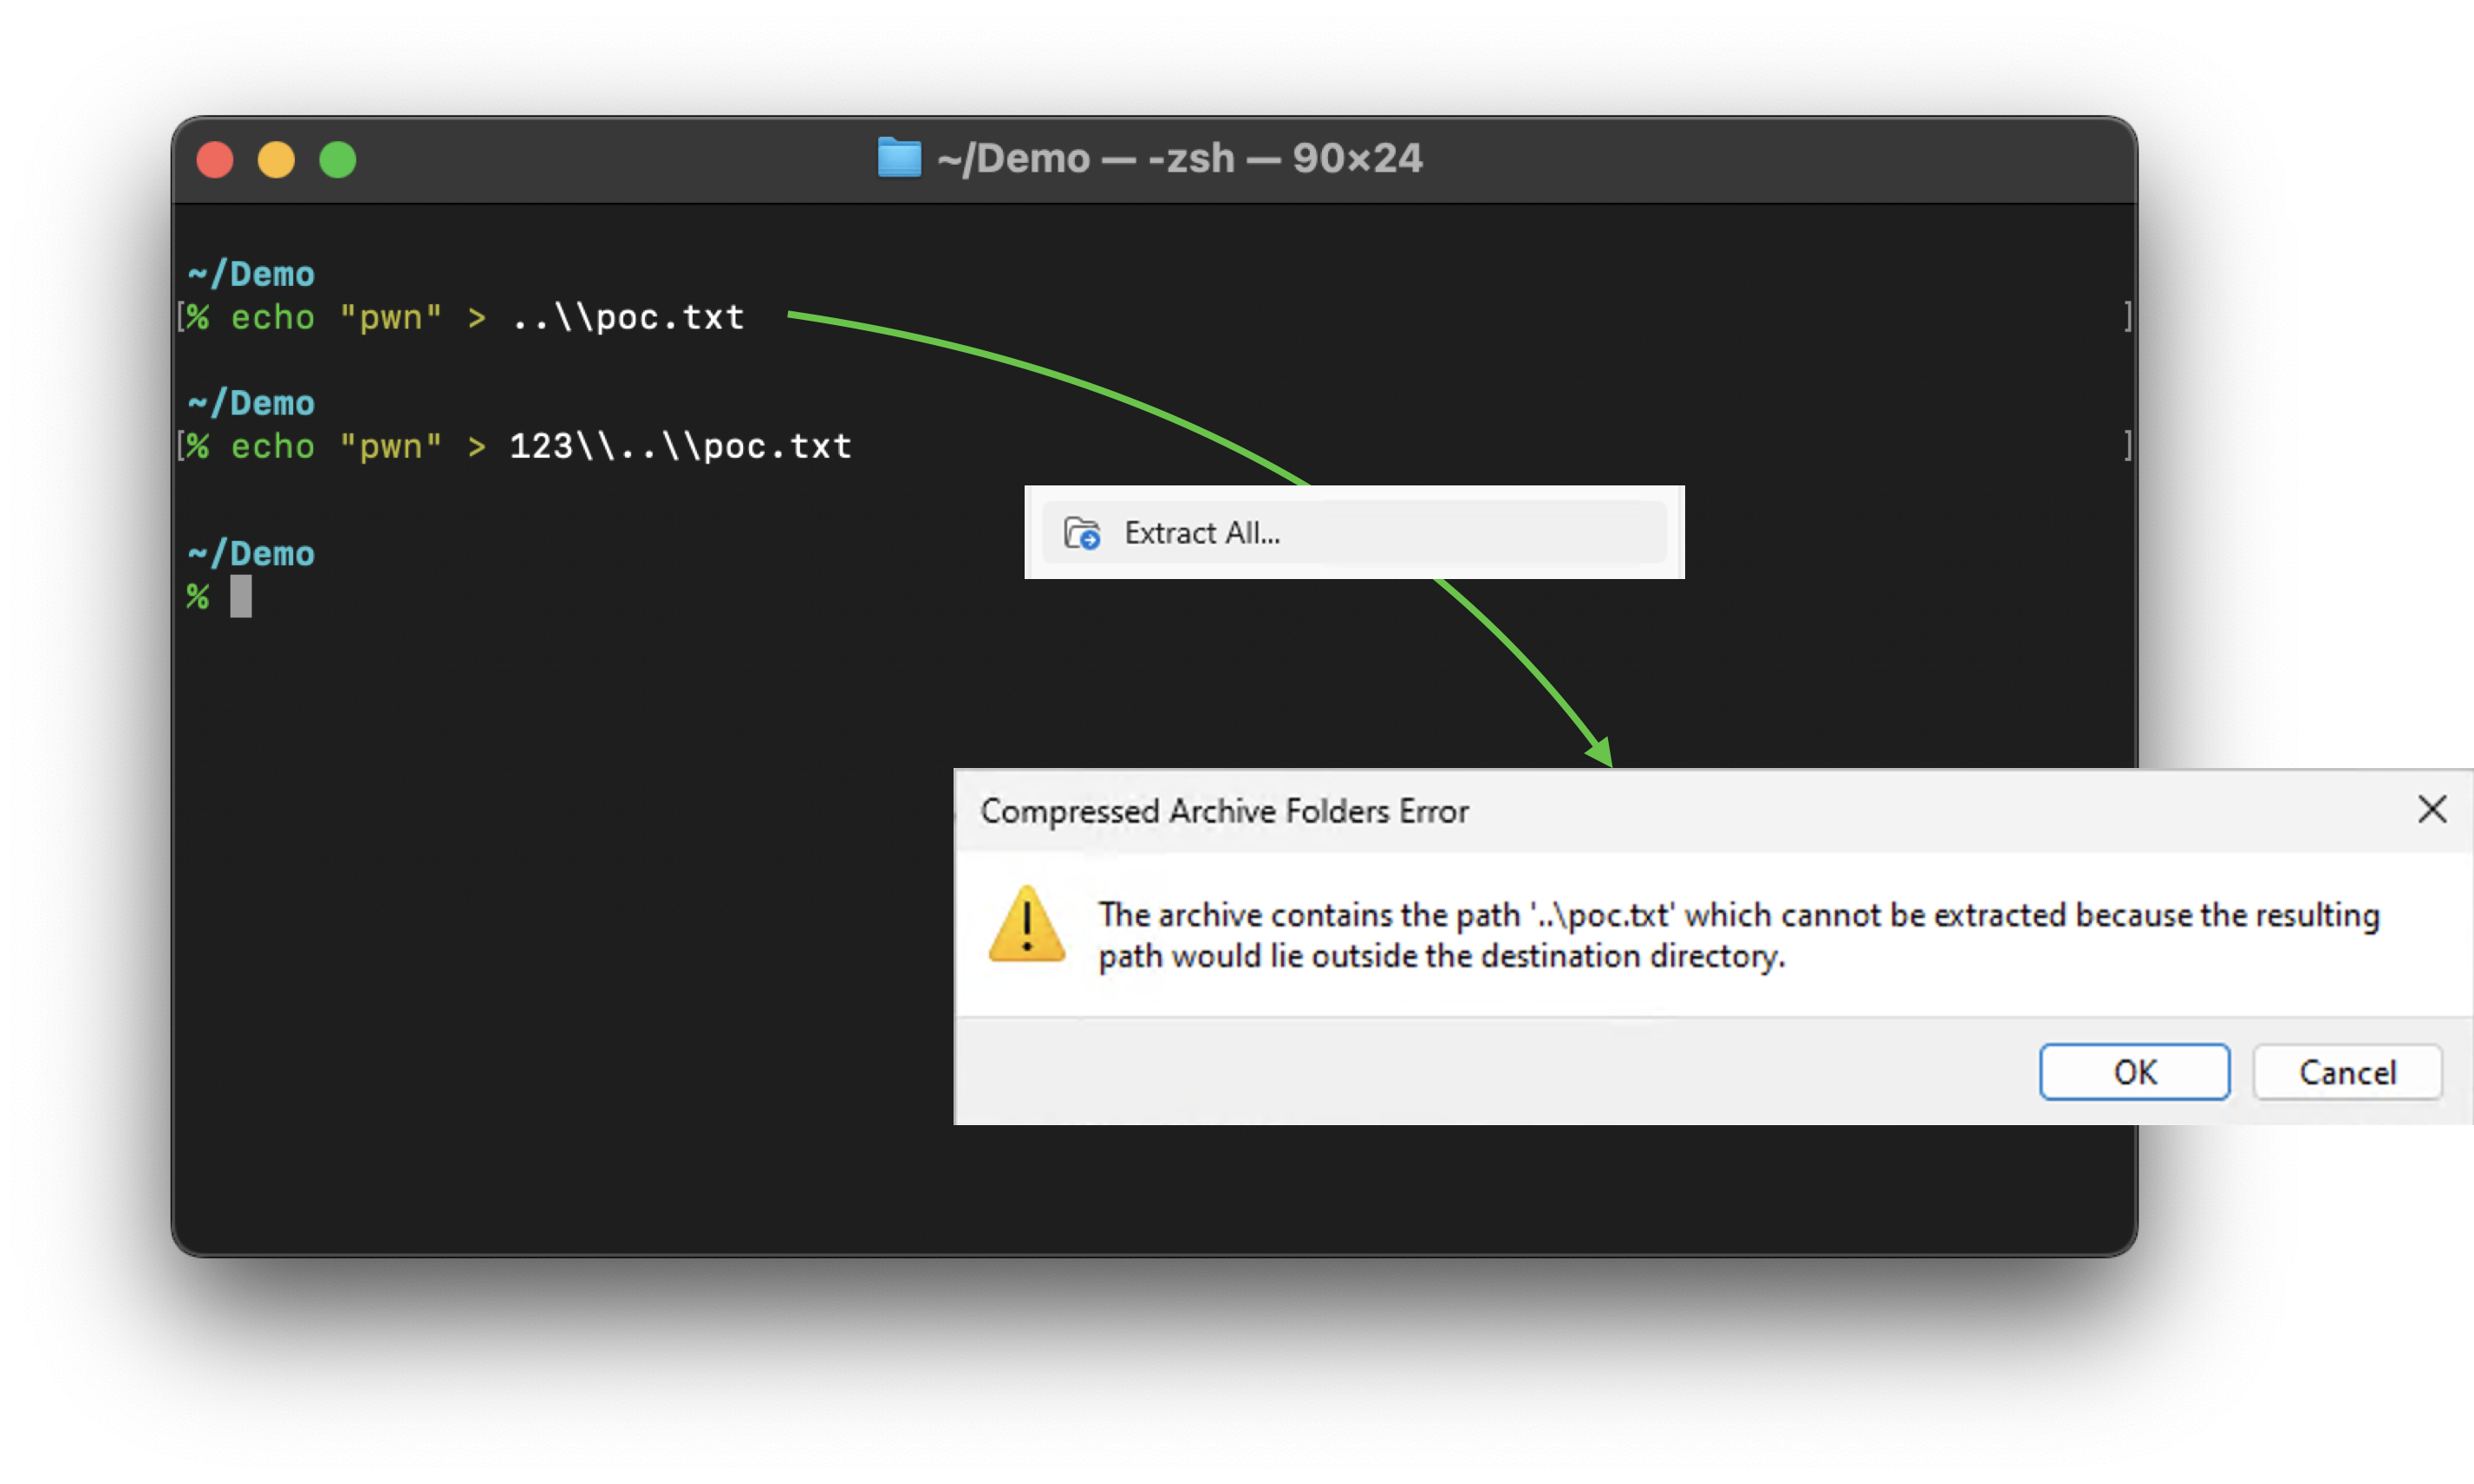 ~/Demo — -zsh — 90×24
~/Demo
[% echo "pwn" > ..\\poc.txt ]
~/Demo
[% echo "pwn" > 123\\..\\poc.txt ]
~/Demo
%
Extract All...
Compressed Archive Folders Error
The archive contains the path '..\poc.txt' which cannot be extracted because the resulting
path would lie outside the destination directory.
OK
Cancel